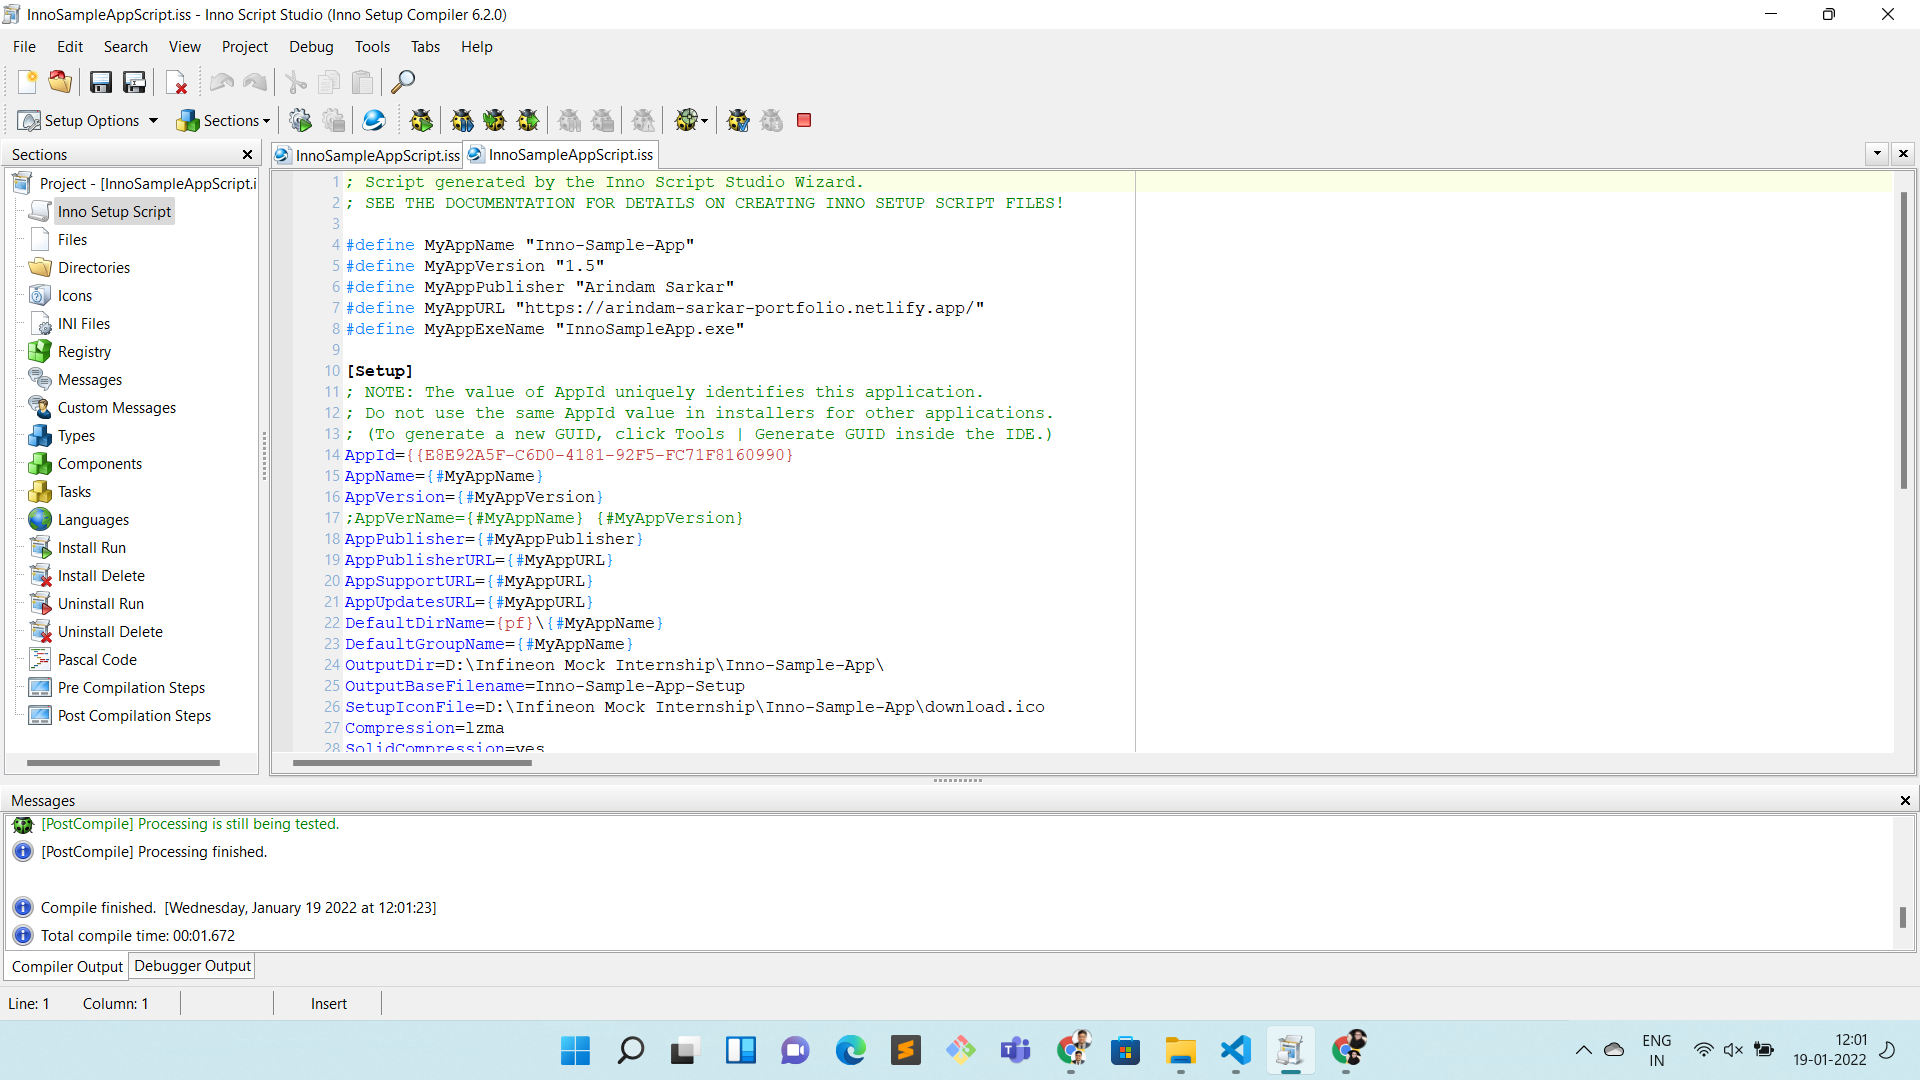 InnoSampleAppScript.iss - Inno Script Studio (Inno Setup Compiler 6.2.0)
File Edit Search View Project Debug Tools Tabs Help
Setup Options Sections
Sections
InnoSampleAppScript.iss InnoSampleAppScript.iss
Project - [InnoSampleAppScript.i
Inno Setup Script
Files
Directories
Icons
INI Files
Registry
Messages
Custom Messages
Types
Components
Tasks
Languages
Install Run
Install Delete
Uninstall Run
Uninstall Delete
Pascal Code
Pre Compilation Steps
Post Compilation Steps
1 ; Script generated by the Inno Script Studio Wizard.
2 ; SEE THE DOCUMENTATION FOR DETAILS ON CREATING INNO SETUP SCRIPT FILES!
3
4 #define MyAppName "Inno-Sample-App"
5 #define MyAppVersion "1.5"
6 #define MyAppPublisher "Arindam Sarkar"
7 #define MyAppURL "https://arindam-sarkar-portfolio.netlify.app/"
8 #define MyAppExeName "InnoSampleApp.exe"
9
10 [Setup]
11 ; NOTE: The value of AppId uniquely identifies this application.
12 ; Do not use the same AppId value in installers for other applications.
13 ; (To generate a new GUID, click Tools | Generate GUID inside the IDE.)
14 AppId={{E8E92A5F-C6D0-4181-92F5-FC71F8160990}
15 AppName={#MyAppName}
16 AppVersion={#MyAppVersion}
17 ;AppVerName={#MyAppName} {#MyAppVersion}
18 AppPublisher={#MyAppPublisher}
19 AppPublisherURL={#MyAppURL}
20 AppSupportURL={#MyAppURL}
21 AppUpdatesURL={#MyAppURL}
22 DefaultDirName={pf}\{#MyAppName}
23 DefaultGroupName={#MyAppName}
24 OutputDir=D:\Infineon Mock Internship\Inno-Sample-App\
25 OutputBaseFilename=Inno-Sample-App-Setup
26 SetupIconFile=D:\Infineon Mock Internship\Inno-Sample-App\download.ico
27 Compression=lzma
28 SolidCompression=yes
Messages
[PostCompile] Processing is still being tested.
[PostCompile] Processing finished.
Compile finished. [Wednesday, January 19 2022 at 12:01:23]
Total compile time: 00:01.672
Compiler Output Debugger Output
Line: 1 Column: 1 Insert
ENG
IN
12:01
19-01-2022